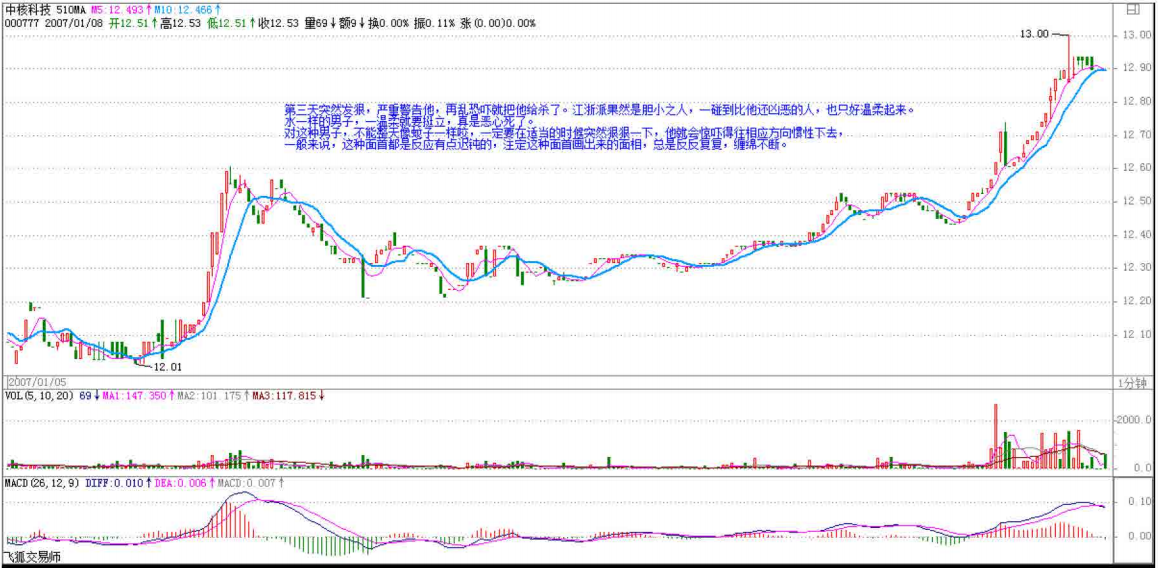 中核科技 510MA M5:12.493↑M10:12.466↑
000777 2007/01/08 开12.51↑高12.53 低12.51↑收12.53 量69↓额9↓换0.00% 振0.11% 涨(0.00)0.00%
13.00
13.00
12.90
第三天突然发狠，严重警告他，再乱恐吓就把他给杀了。江浙派果然是胆小之人，一碰到比他还凶恶的人，也只好温柔起来。
12.80
水一样的男子，一温柔就要挺立，真是恶心死了。
对这种男子，不能整天像蚊子一样咬，一定要在适当的时候突然狠狠一下，他就会惊吓得往相应方向惯性下去，
12.70
一般来说，这种面首都是反应有点迟钝的，注定这种面首画出来的面相，总是反反复复，缠绵不断。
12.60
12.50
12.40
12.30
12.20
12.10
12.01
2007/01/05
1分钟
VOL(5,10,20) 69↓MA1:147.350↑MA2:101.175↑MA3:117.815↓
2000.0
0.0
MACD(26,12,9) DIFF:0.010↑DEA:0.006↑MACD:0.007↑
0.10
0.00
飞狐交易师